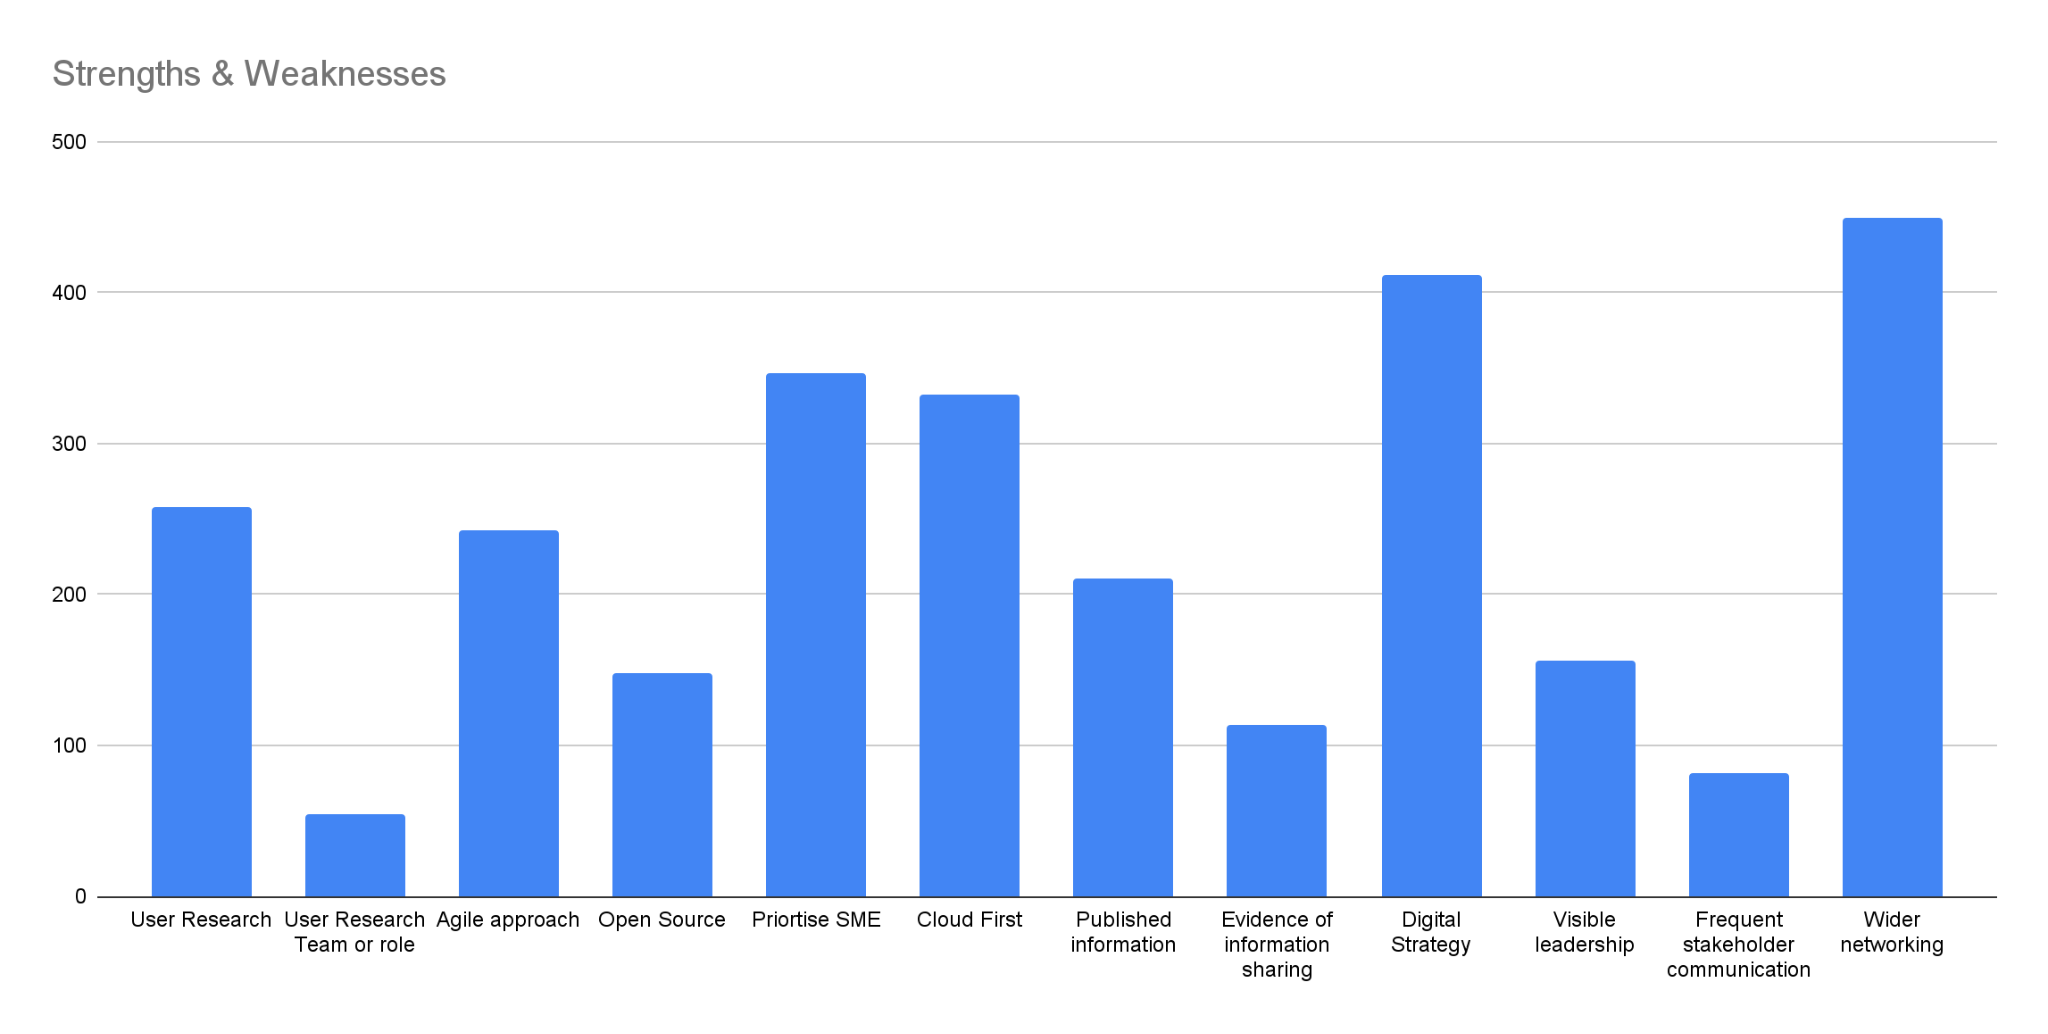 Strengths & Weaknesses
500
400
300
200
100
0
User Research
User Research
Team or role
Agile approach
Open Source
Priortise SME
Cloud First
Published
information
Evidence of
information
sharing
Digital
Strategy
Visible
leadership
Frequent
stakeholder
communication
Wider
networking